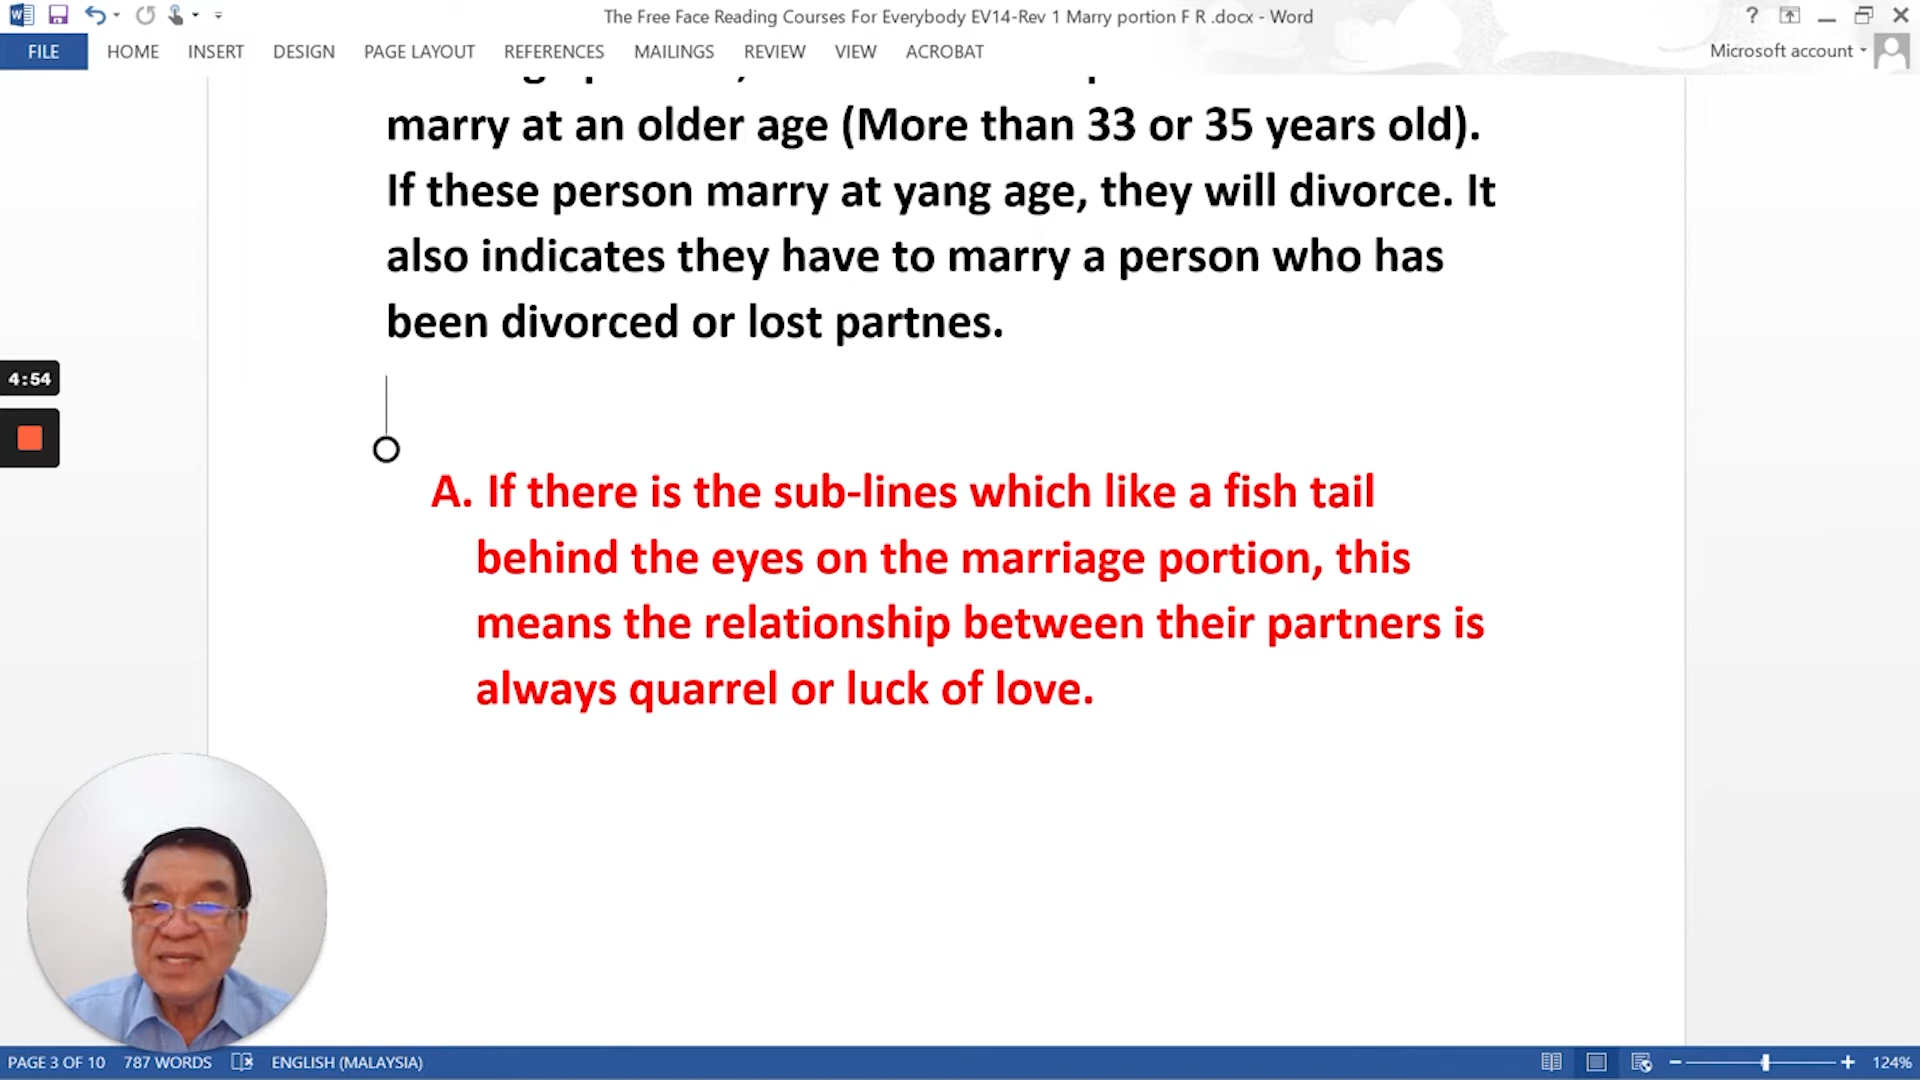 The Free Face Reading Courses For Everybody EV14-Rev 1 Marry portion F R .docx - Word
?
FILE HOME INSERT DESIGN PAGE LAYOUT REFERENCES MAILINGS REVIEW VIEW ACROBAT Microsoft account
marry at an older age (More than 33 or 35 years old).
If these person marry at yang age, they will divorce. It
also indicates they have to marry a person who has
been divorced or lost partnes.
4:54
A. If there is the sub-lines which like a fish tail
behind the eyes on the marriage portion, this
means the relationship between their partners is
always quarrel or luck of love.
PAGE 3 OF 10 787 WORDS ENGLISH (MALAYSIA) 124%